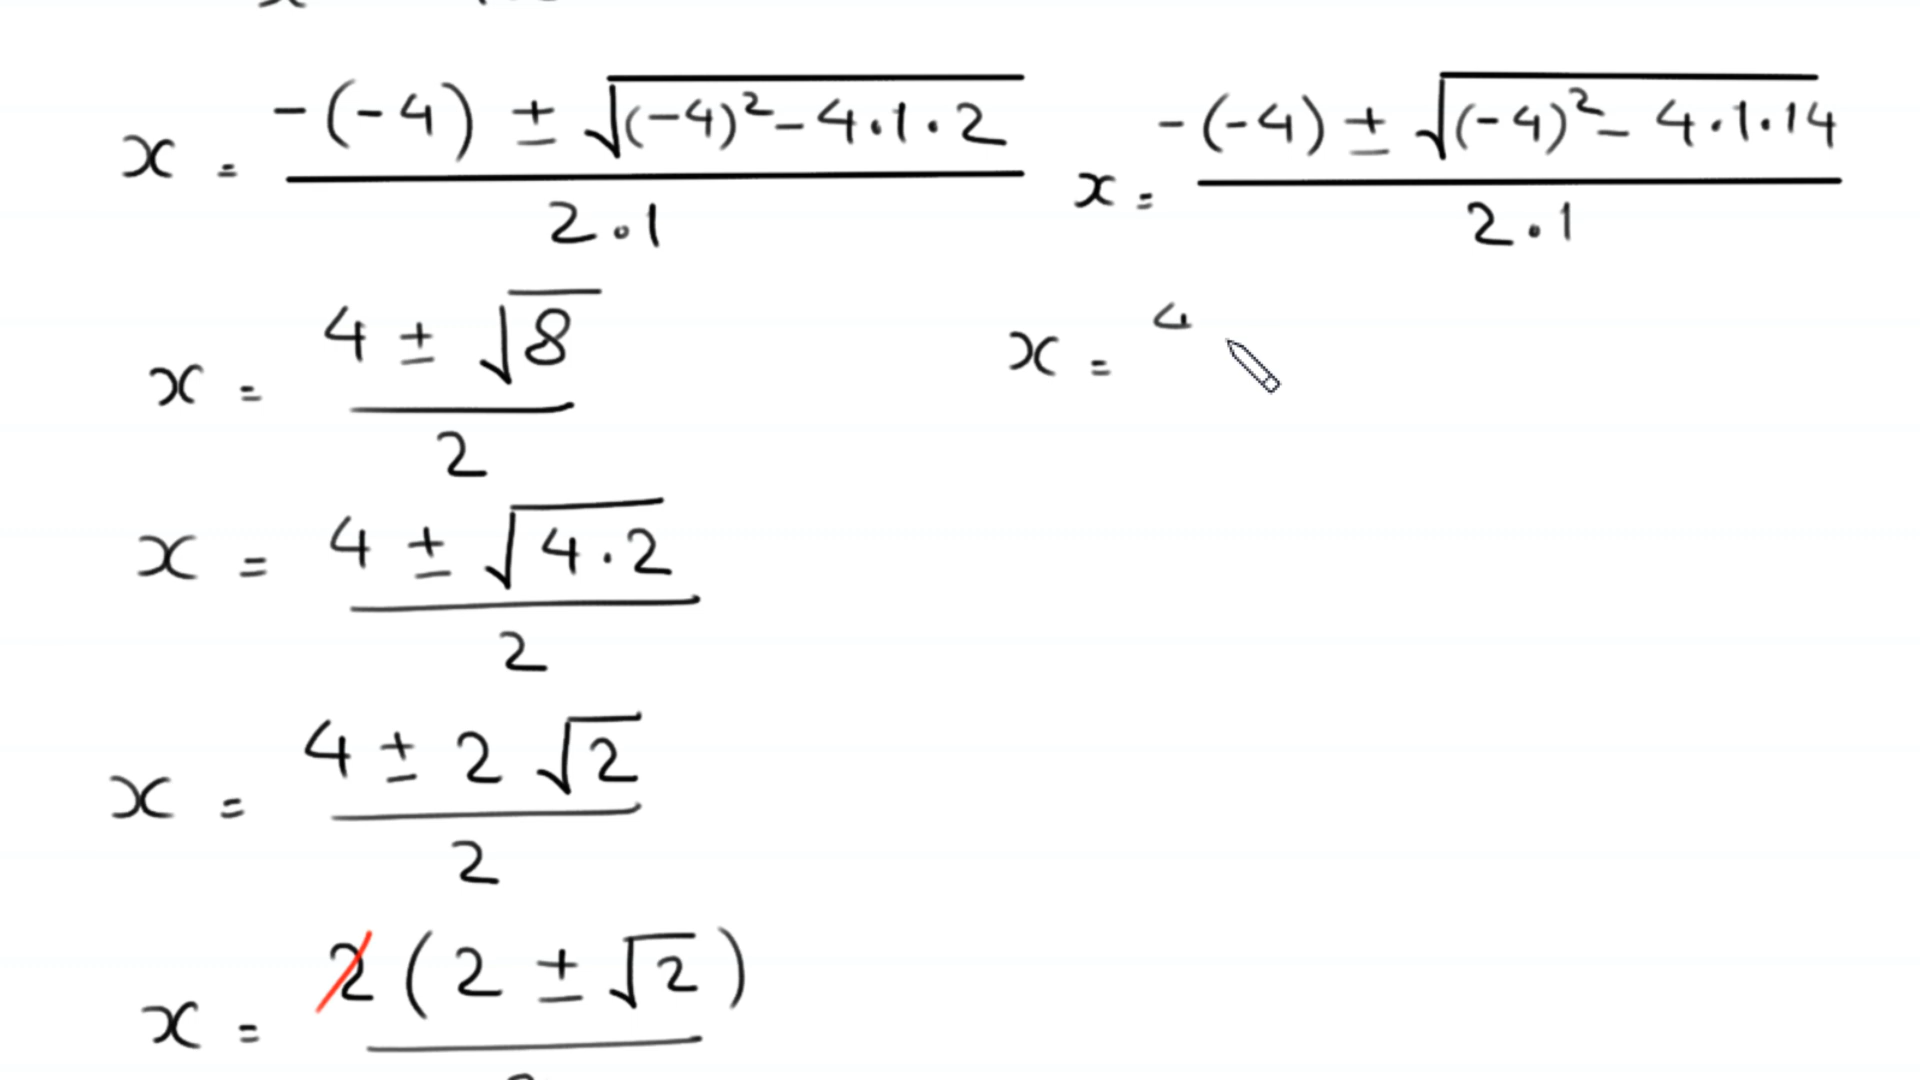 x = -(-4) ± √((-4)² - 4·1·2) / 2·1
x = 4 ± √8 / 2
x = 4 ± √(4·2) / 2
x = 4 ± 2√2 / 2
x = 2(2 ± √2)
x = -(-4) ± √((-4)² - 4·1·14) / 2·1
x = 4